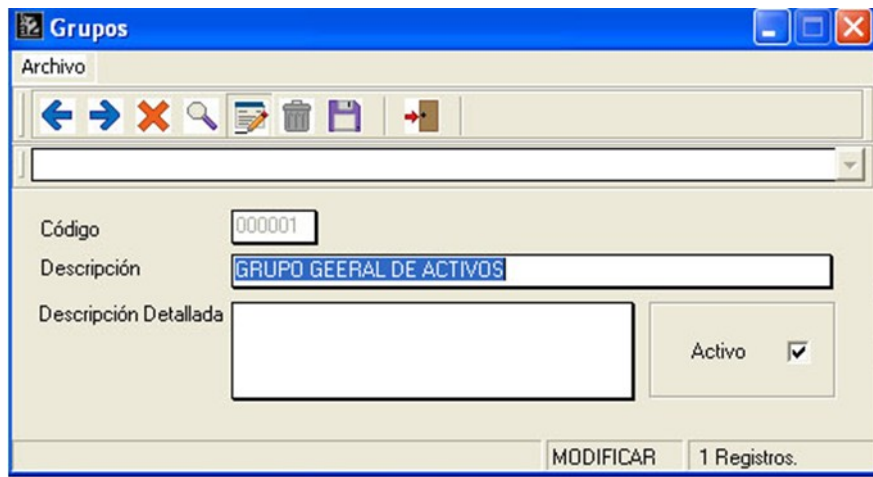 Grupos
Archivo
Código 000001
Descripción GRUPO GEERAL DE ACTIVOS
Descripción Detallada
Activo
MODIFICAR 1 Registros.